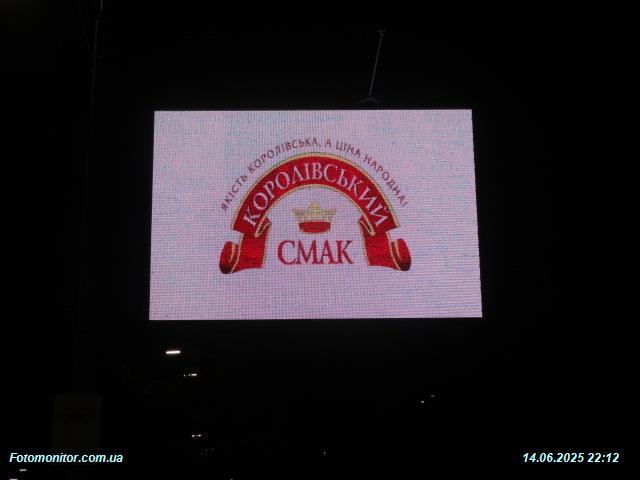 ЯКІСТЬ КОРОЛІВСЬКА, А ЦІНА НАРОДНА!
КОРОЛІВСЬКИЙ
СМАК
Fotomonitor.com.ua
14.06.2025 22:12